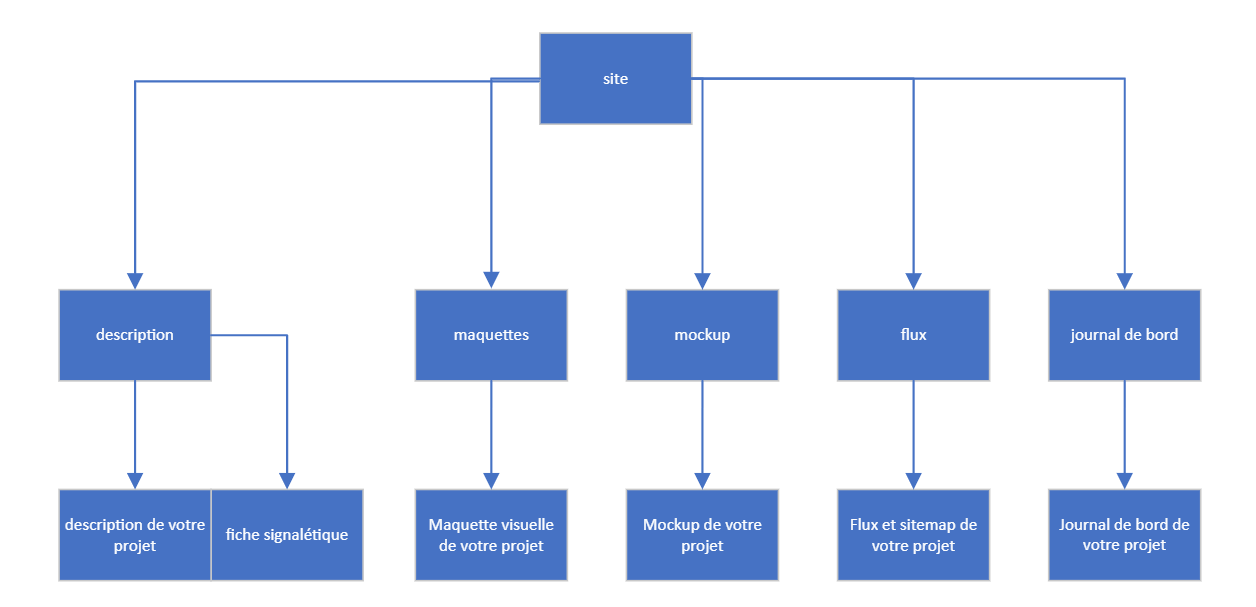 site
description
maquettes
mockup
flux
journal de bord
description de votre
projet
fiche signalétique
Maquette visuelle
de votre projet
Mockup de votre
projet
Flux et sitemap de
votre projet
Journal de bord de
votre projet